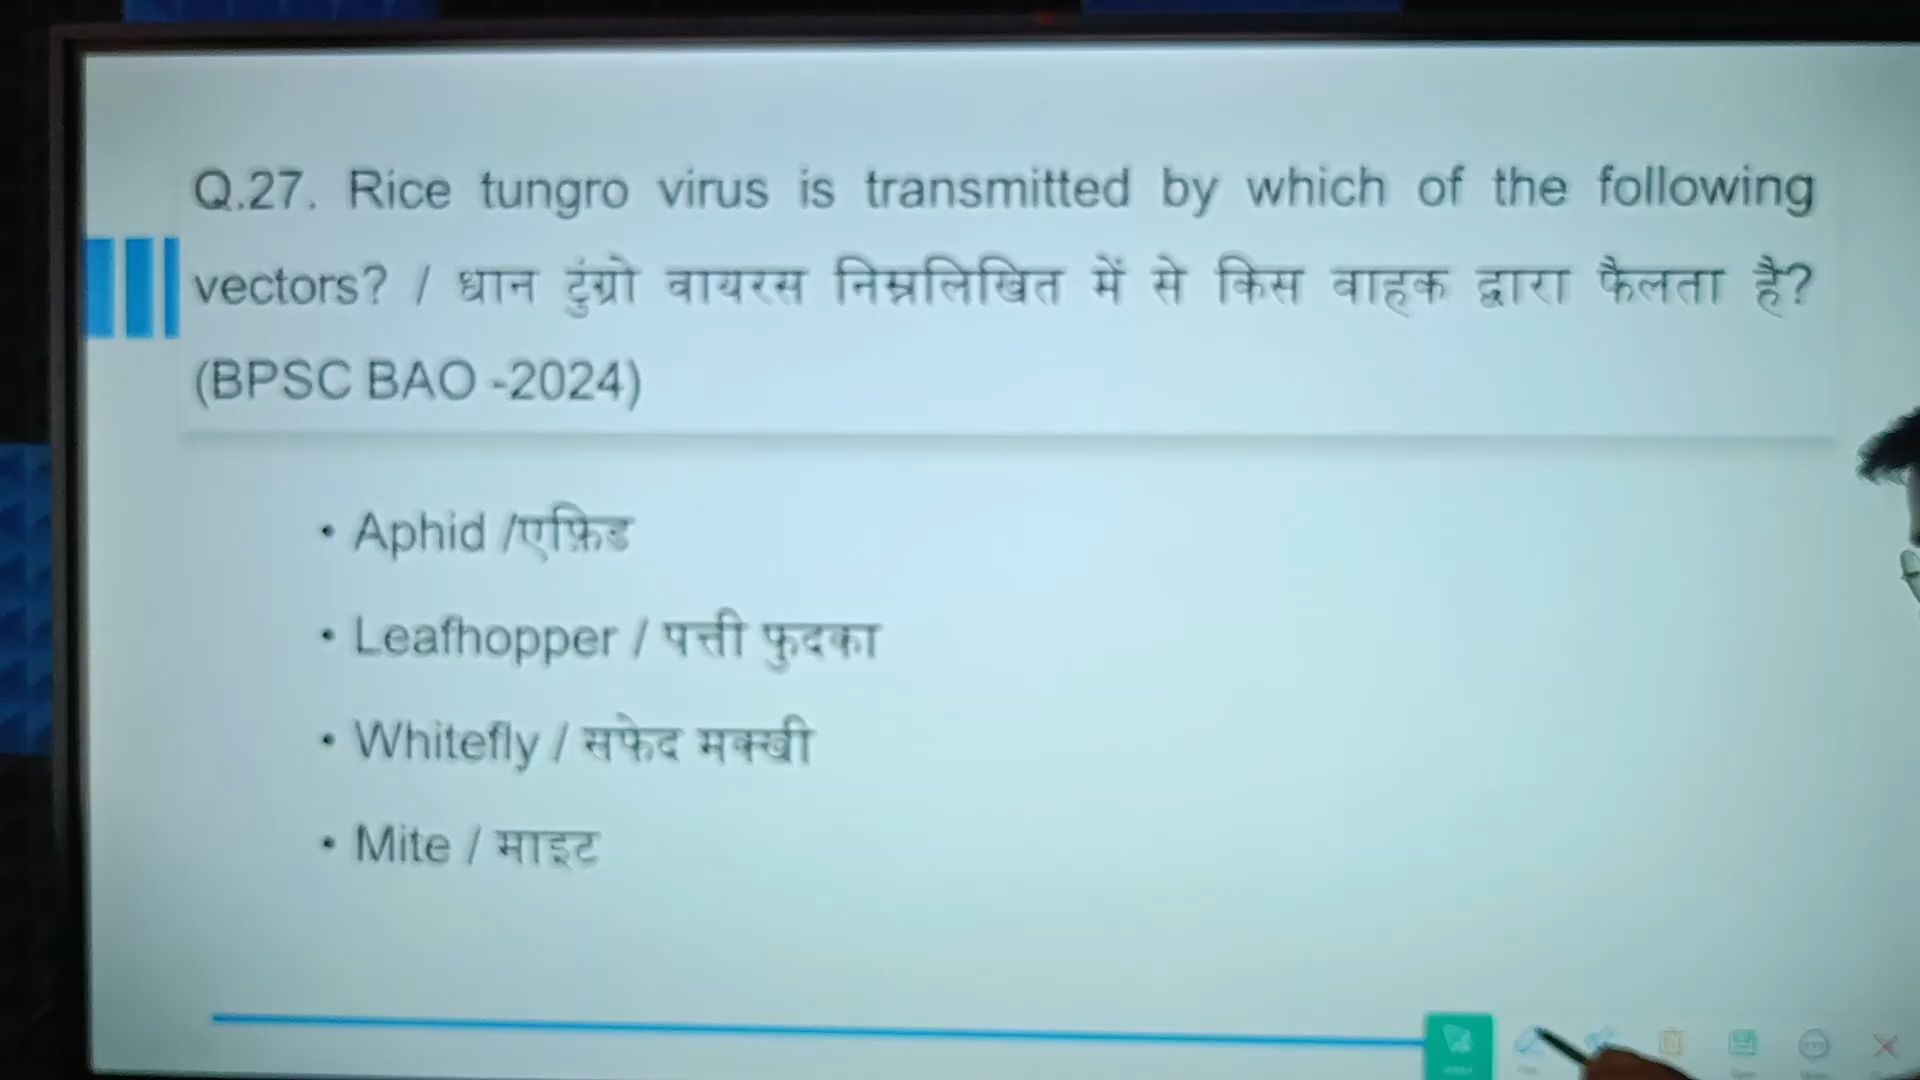 Q.27. Rice tungro virus is transmitted by which of the following
vectors? / धान टुंग्रो वायरस निम्नलिखित में से किस वाहक द्वारा फैलता है?
(BPSC BAO -2024)
• Aphid /एफ़िड
• Leafhopper / पत्ती फुदका
• Whitefly / सफेद मक्खी
• Mite / माइट